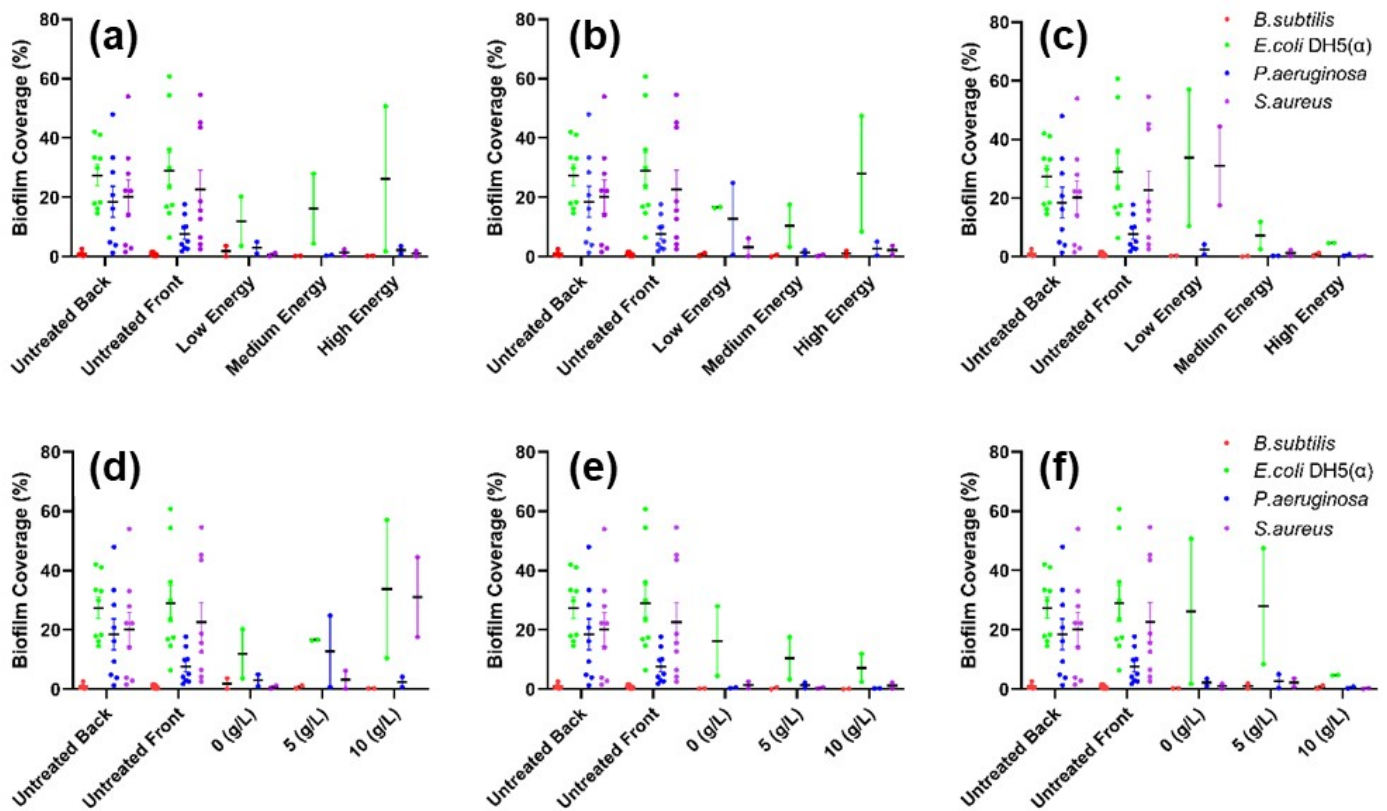 (a)
Biofilm Coverage (%)
80
60
40
20
0
Untreated Back
Untreated Front
Low Energy
Medium Energy
High Energy
(b)
Biofilm Coverage (%)
80
60
40
20
0
Untreated Back
Untreated Front
Low Energy
Medium Energy
High Energy
(c)
Biofilm Coverage (%)
80
60
40
20
0
Untreated Back
Untreated Front
Low Energy
Medium Energy
High Energy
B.subtilis
E.coli DH5(α)
P.aeruginosa
S.aureus
(d)
Biofilm Coverage (%)
80
60
40
20
0
Untreated Back
Untreated Front
0 (g/L)
5 (g/L)
10 (g/L)
(e)
Biofilm Coverage (%)
80
60
40
20
0
Untreated Back
Untreated Front
0 (g/L)
5 (g/L)
10 (g/L)
(f)
Biofilm Coverage (%)
80
60
40
20
0
Untreated Back
Untreated Front
0 (g/L)
5 (g/L)
10 (g/L)
B.subtilis
E.coli DH5(α)
P.aeruginosa
S.aureus